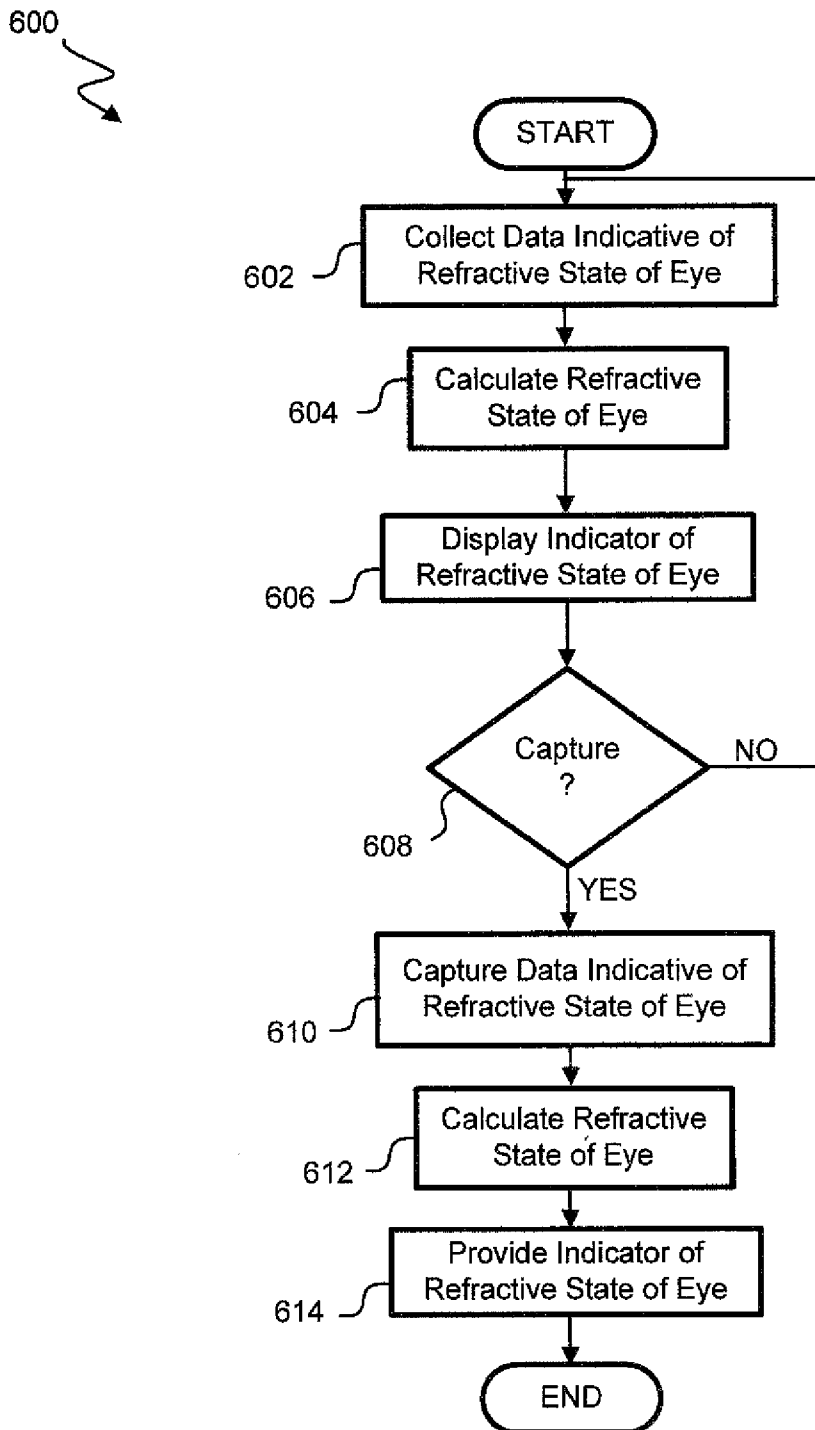 600
START
Collect Data Indicative of
Refractive State of Eye
602
Calculate Refractive
State of Eye
604
Display Indicator of
Refractive State of Eye
606
Capture
?
NO
608
YES
Capture Data Indicative of
Refractive State of Eye
610
Calculate Refractive
State of Eye
612
Provide Indicator of
Refractive State of Eye
614
END